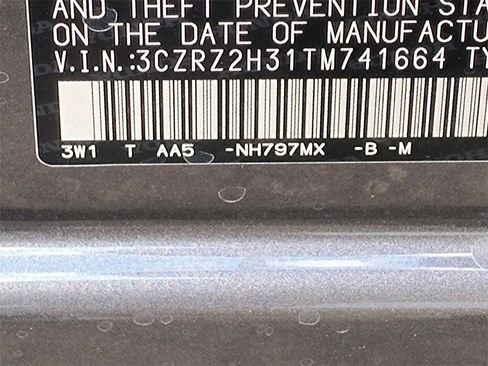 AND THEFT PREVENTION STA
ON THE DATE OF MANUFACTU
V.I.N.:3CZRZ2H31TM741664 TY
3W1 T AA5 -NH797MX -B -M